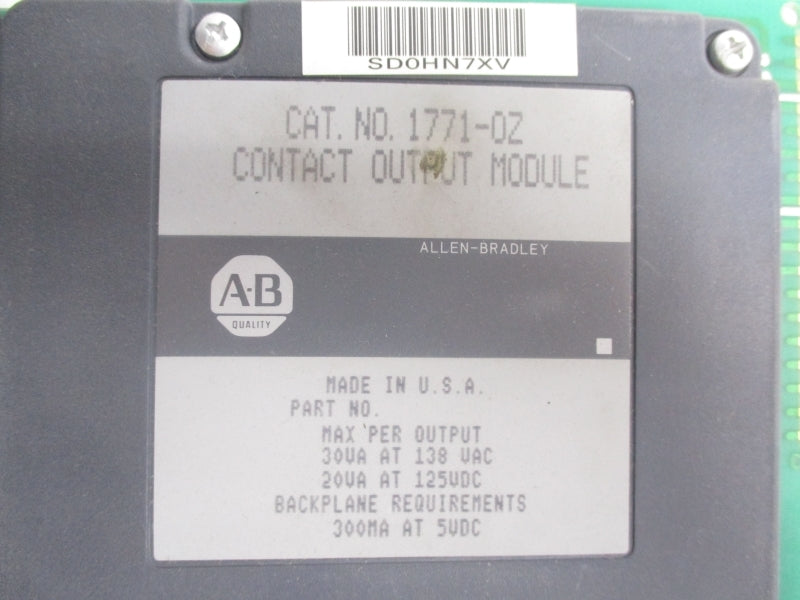 SD0HN7XV
CAT. NO. 1771-OZ
CONTACT OUTPUT MODULE
ALLEN-BRADLEY
A·B
QUALITY
MADE IN U.S.A.
PART NO.
MAX PER OUTPUT
30VA AT 138 VAC
20VA AT 125VDC
BACKPLANE REQUIREMENTS
300MA AT 5VDC